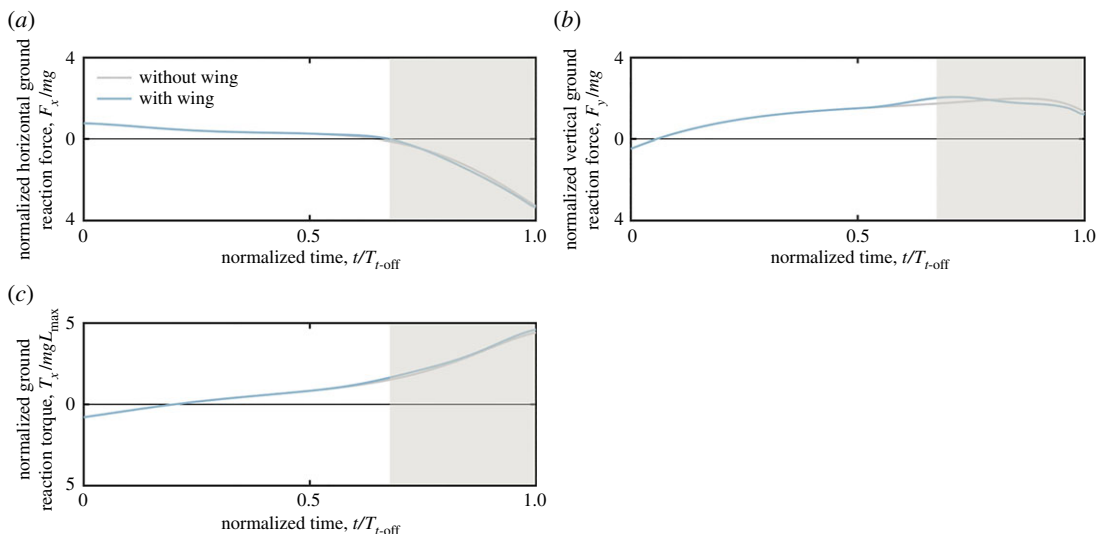 (a)
normalized horizontal ground
reaction force, Fx/mg
4
0
4
without wing
with wing
0
0.5
1.0
normalized time, t/Tt-off
(b)
normalized vertical ground
reaction force, Fy/mg
4
0
4
0
0.5
1.0
normalized time, t/Tt-off
(c)
normalized ground
reaction torque, Tx/mgLmax
5
0
5
0
0.5
1.0
normalized time, t/Tt-off